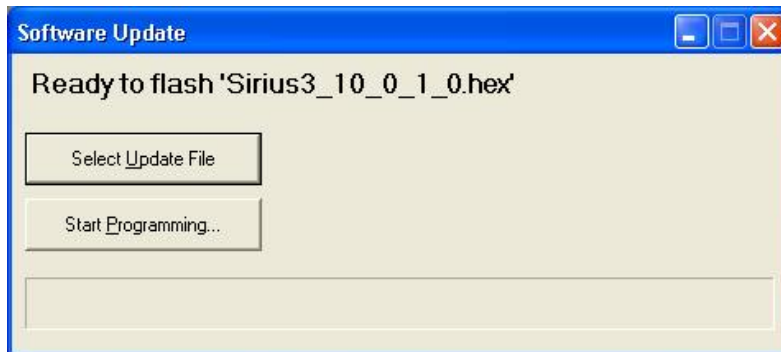 Software Update
Ready to flash 'Sirius3_10_0_1_0.hex'
Select Update File
Start Programming...